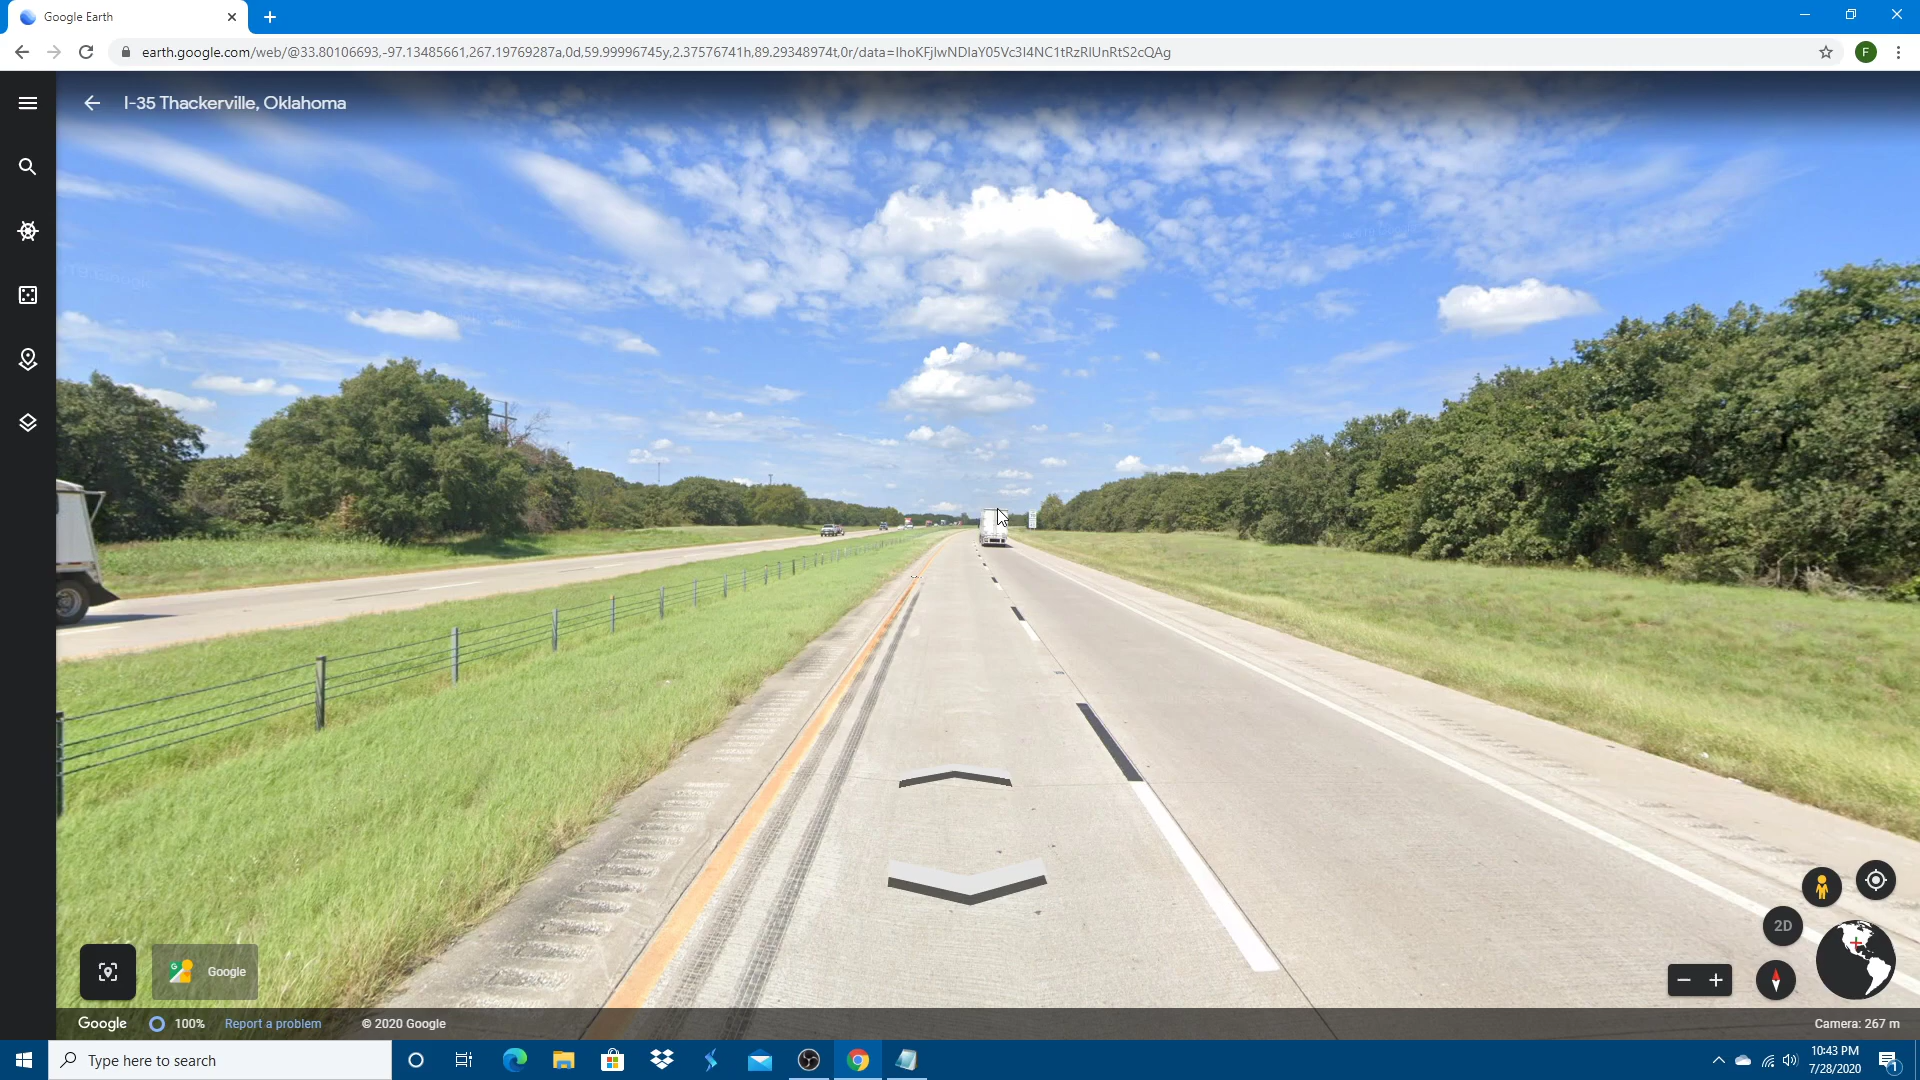 Google Earth
earth.google.com/web/@33.80106693,-97.13485661,267.19769287a,0d,59.99996745y,2.37576741h,89.29348974t,0r/data=IhoKFjIwNDlaY05Vc3I4NC1tRzRIUnRtS2cQAg
F
I-35 Thackerville, Oklahoma
2D
Google
Google
100%
Report a problem
© 2020 Google
Camera: 267 m
Type here to search
10:43 PM
7/28/2020
1